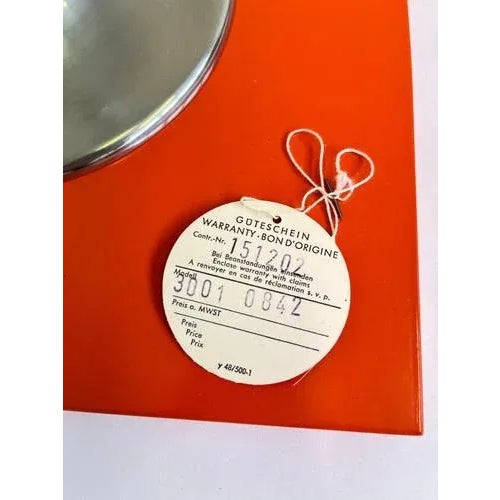 GÜTESCHEIN
WARRANTY-BON D'ORIGINE
Contr.-Nr. 151202
Bei Beanstandungen einsenden
Enclose warranty with claims
A renvoyer en cas de réclamation s. v. p.
Modell
3001 0842
Preis o. MWST
Preis
Price
Prix
y 48/500-1